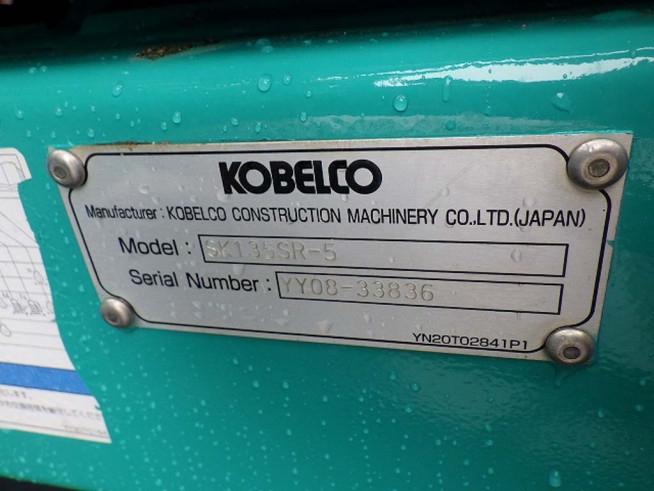 KOBELCO
Manufacturer : KOBELCO CONSTRUCTION MACHINERY CO.,LTD.(JAPAN)
Model : SK135SR-5
Serial Number : YY08-33836
YN20T02841P1